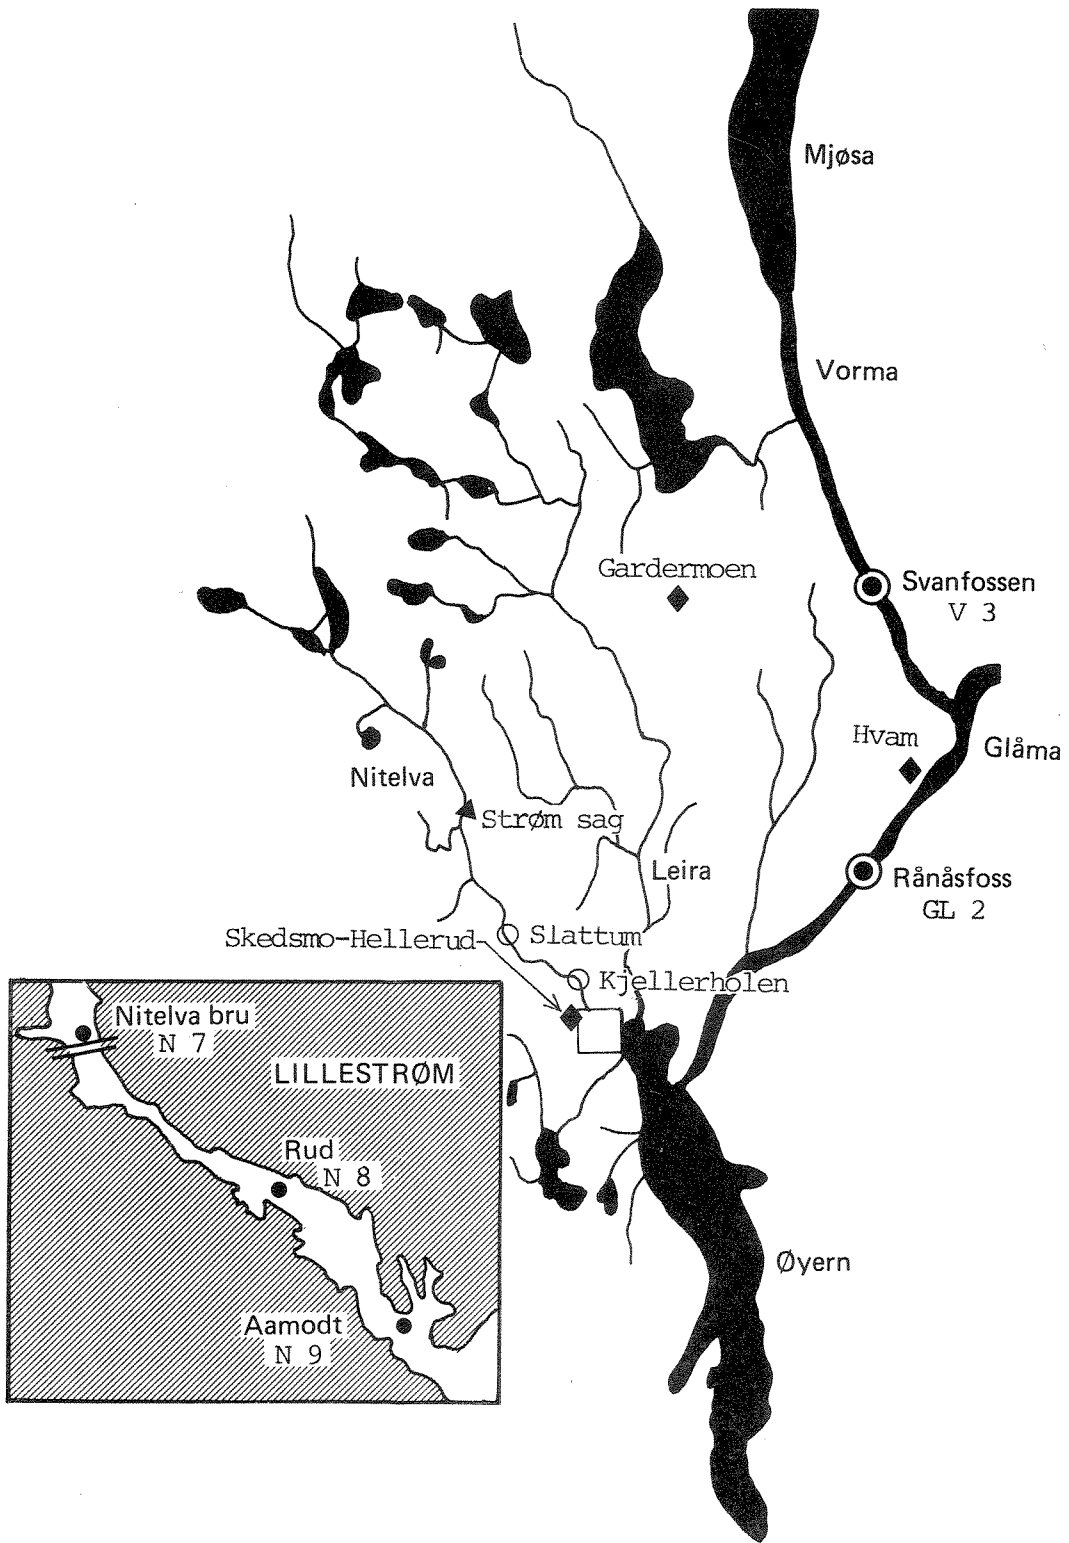 Mjøsa
Vorma
Gardermoen
Svanfossen
V 3
Hvam
Glåma
Nitelva
Strøm sag
Leira
Rånåsfoss
GL 2
Skedsmo-Hellerud
Slattum
Kjellerholen
Nitelva bru
N 7
LILLESTRØM
Rud
N 8
Øyern
Aamodt
N 9